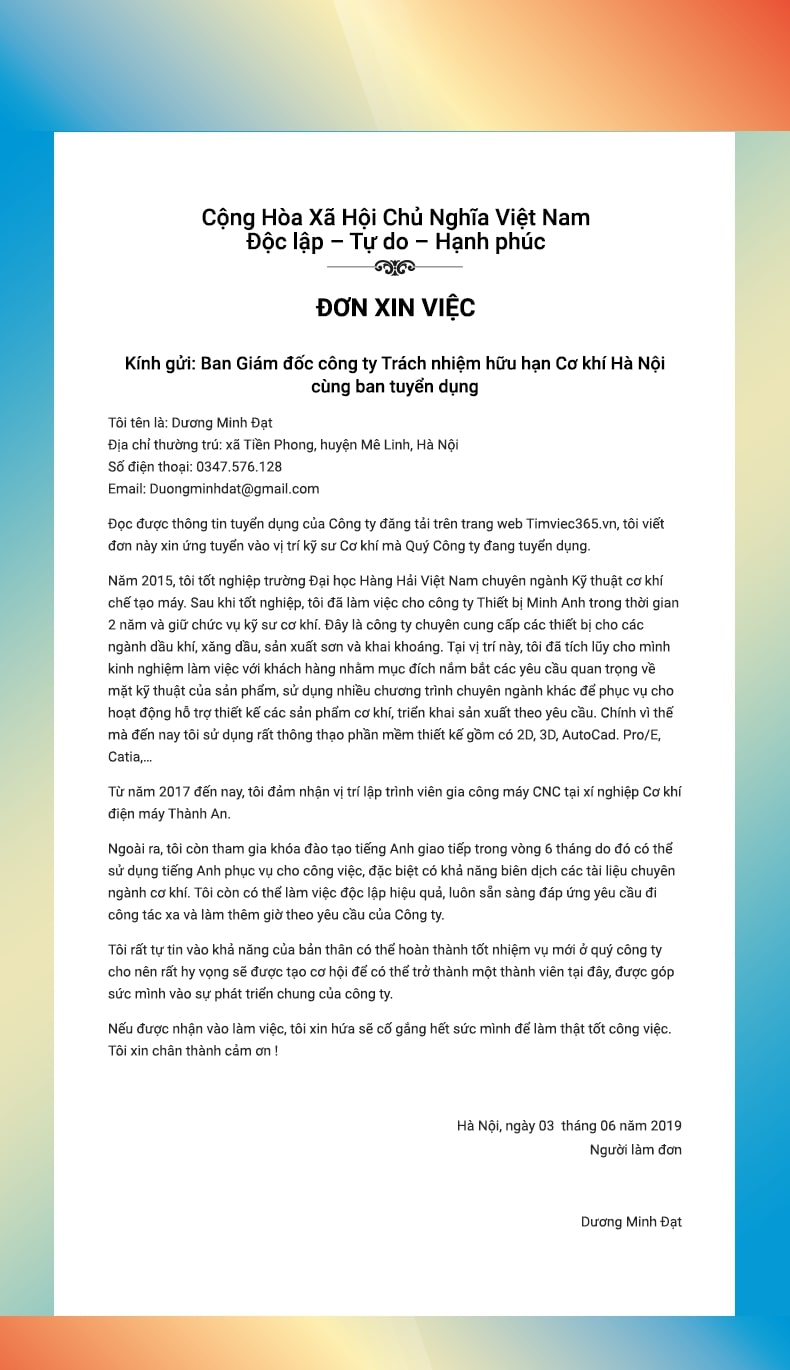 Cộng Hòa Xã Hội Chủ Nghĩa Việt Nam
Độc lập – Tự do – Hạnh phúc
ĐƠN XIN VIỆC
Kính gửi: Ban Giám đốc công ty Trách nhiệm hữu hạn Cơ khí Hà Nội
cùng ban tuyển dụng
Tôi tên là: Dương Minh Đạt
Địa chỉ thường trú: xã Tiền Phong, huyện Mê Linh, Hà Nội
Số điện thoại: 0347.576.128
Email: Duongminhdat@gmail.com
Đọc được thông tin tuyển dụng của Công ty đăng tải trên trang web Timviec365.vn, tôi viết
đơn này xin ứng tuyển vào vị trí kỹ sư Cơ khí mà Quý Công ty đang tuyển dụng.
Năm 2015, tôi tốt nghiệp trường Đại học Hàng Hải Việt Nam chuyên ngành Kỹ thuật cơ khí
chế tạo máy. Sau khi tốt nghiệp, tôi đã làm việc cho công ty Thiết bị Minh Anh trong thời gian
2 năm và giữ chức vụ kỹ sư cơ khí. Đây là công ty chuyên cung cấp các thiết bị cho các
ngành dầu khí, xăng dầu, sản xuất sơn và khai khoáng. Tại vị trí này, tôi đã tích lũy cho mình
kinh nghiệm làm việc với khách hàng nhằm mục đích nắm bắt các yêu cầu quan trọng về
mặt kỹ thuật của sản phẩm, sử dụng nhiều chương trình chuyên ngành khác để phục vụ cho
hoạt động hỗ trợ thiết kế các sản phẩm cơ khí, triển khai sản xuất theo yêu cầu. Chính vì thế
mà đến nay tôi sử dụng rất thông thạo phần mềm thiết kế gồm có 2D, 3D, AutoCad. Pro/E,
Catia,...
Từ năm 2017 đến nay, tôi đảm nhận vị trí lập trình viên gia công máy CNC tại xí nghiệp Cơ khí
điện máy Thành An.
Ngoài ra, tôi còn tham gia khóa đào tạo tiếng Anh giao tiếp trong vòng 6 tháng do đó có thể
sử dụng tiếng Anh phục vụ cho công việc, đặc biệt có khả năng biên dịch các tài liệu chuyên
ngành cơ khí. Tôi còn có thể làm việc độc lập hiệu quả, luôn sẵn sàng đáp ứng yêu cầu đi
công tác xa và làm thêm giờ theo yêu cầu của Công ty.
Tôi rất tự tin vào khả năng của bản thân có thể hoàn thành tốt nhiệm vụ mới ở quý công ty
cho nên rất hy vọng sẽ được tạo cơ hội để có thể trở thành một thành viên tại đây, được góp
sức mình vào sự phát triển chung của công ty.
Nếu được nhận vào làm việc, tôi xin hứa sẽ cố gắng hết sức mình để làm thật tốt công việc.
Tôi xin chân thành cảm ơn !
Hà Nội, ngày 03 tháng 06 năm 2019
Người làm đơn
Dương Minh Đạt